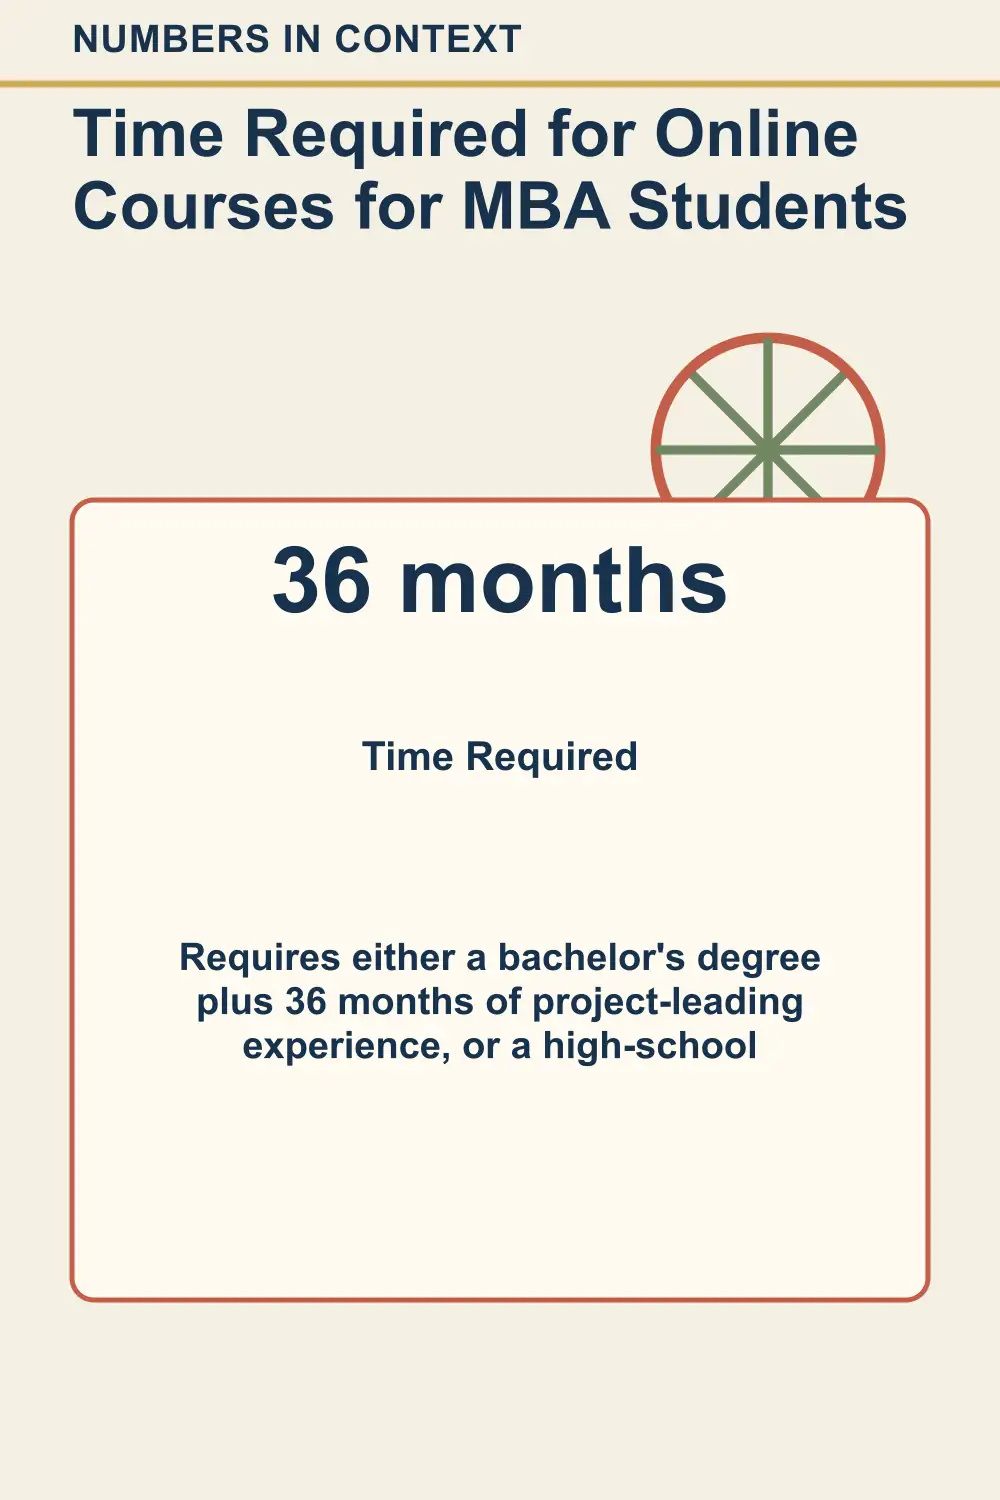 NUMBERS IN CONTEXT
Time Required for Online
Courses for MBA Students
36 months
Time Required
Requires either a bachelor's degree
plus 36 months of project-leading
experience, or a high-school